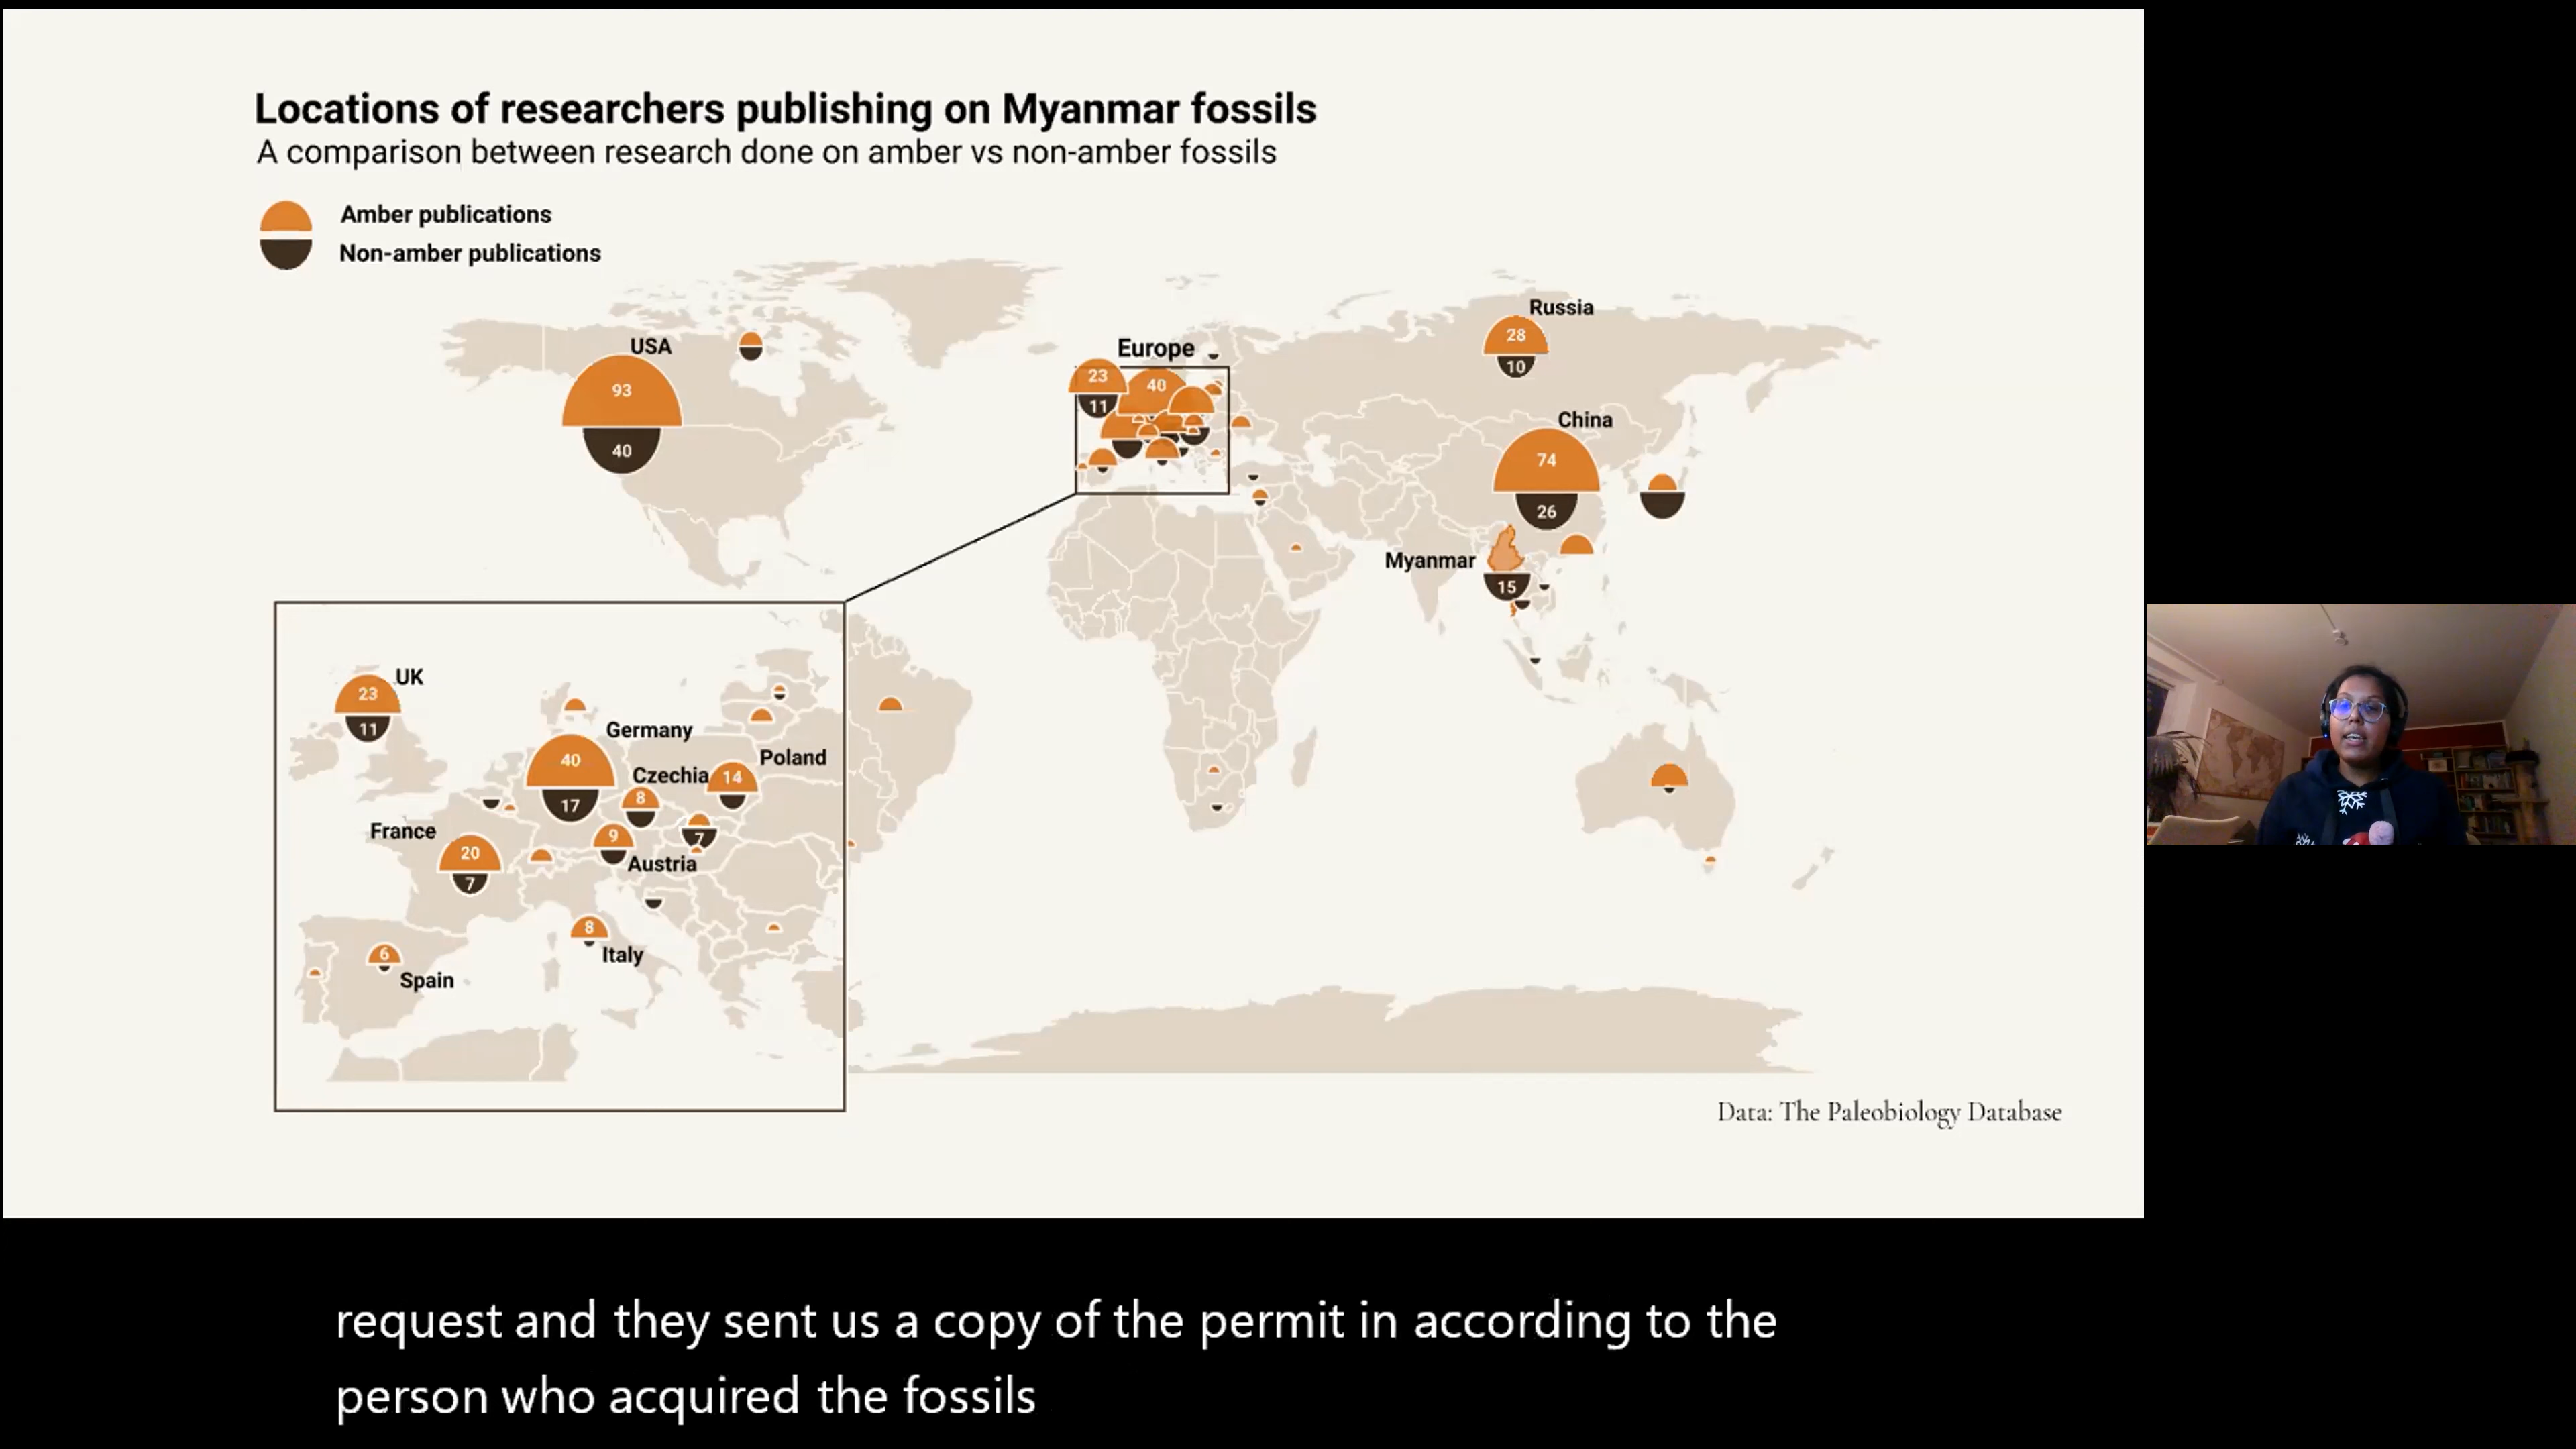 Locations of researchers publishing on Myanmar fossils
A comparison between research done on amber vs non-amber fossils
Amber publications
Non-amber publications
USA
93
40
Europe
23
11
40
Russia
28
10
China
74
26
Myanmar
15
UK
23
11
Germany
40
17
Czechia
8
Poland
14
7
France
20
7
9
Austria
8
Italy
6
Spain
Data: The Paleobiology Database
request and they sent us a copy of the permit in according to the
person who acquired the fossils